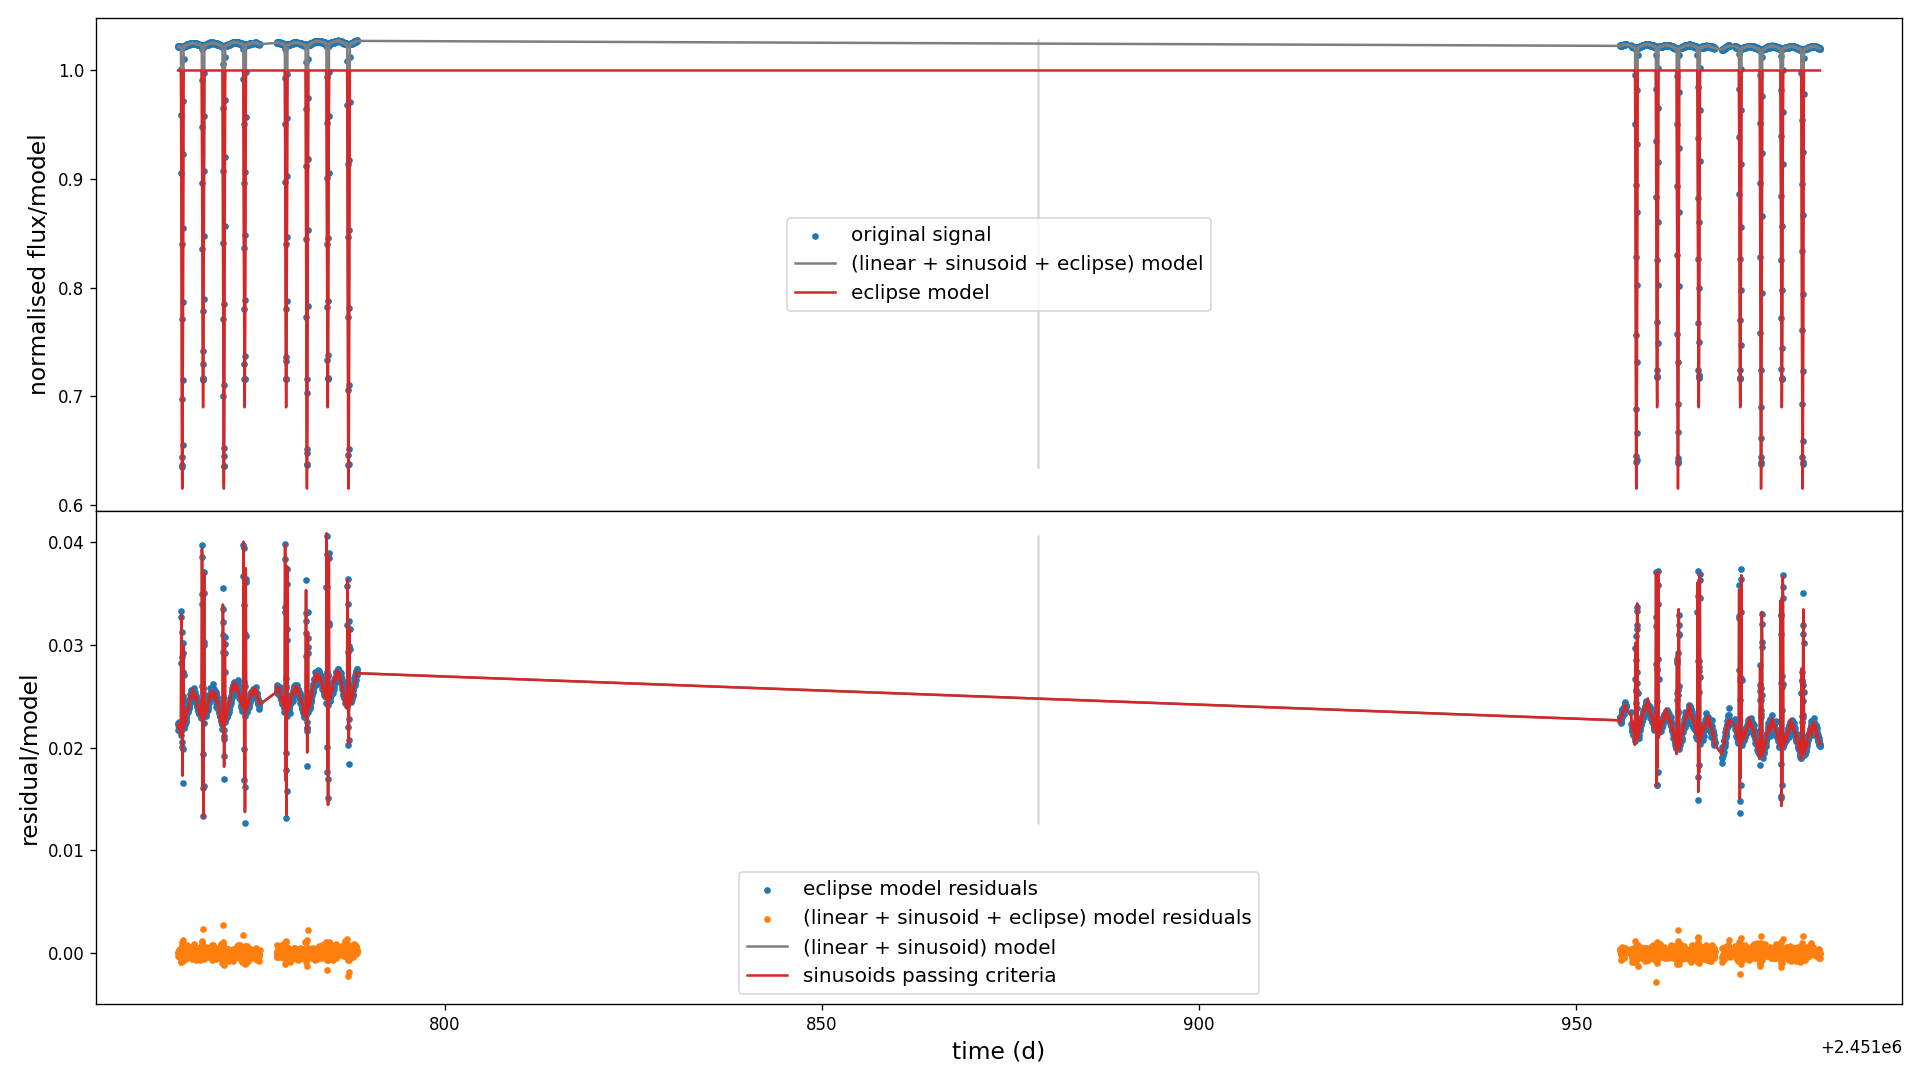 normalised flux/model
1.0
0.9
0.8
0.7
0.6
original signal
(linear + sinusoid + eclipse) model
eclipse model
residual/model
0.04
0.03
0.02
0.01
0.00
eclipse model residuals
(linear + sinusoid + eclipse) model residuals
(linear + sinusoid) model
sinusoids passing criteria
800
850
900
950
time (d)
+2.451e6